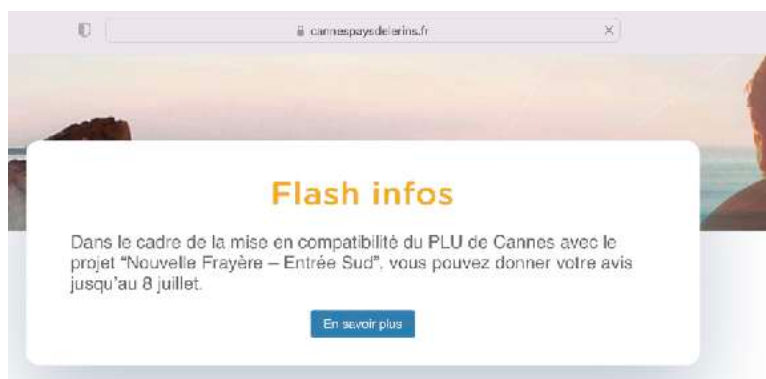 cannespaysdelerins.fr
Flash infos
Dans le cadre de la mise en compatibilité du PLU de Cannes avec le
projet “Nouvelle Frayère – Entrée Sud”, vous pouvez donner votre avis
jusqu’au 8 juillet.
En savoir plus